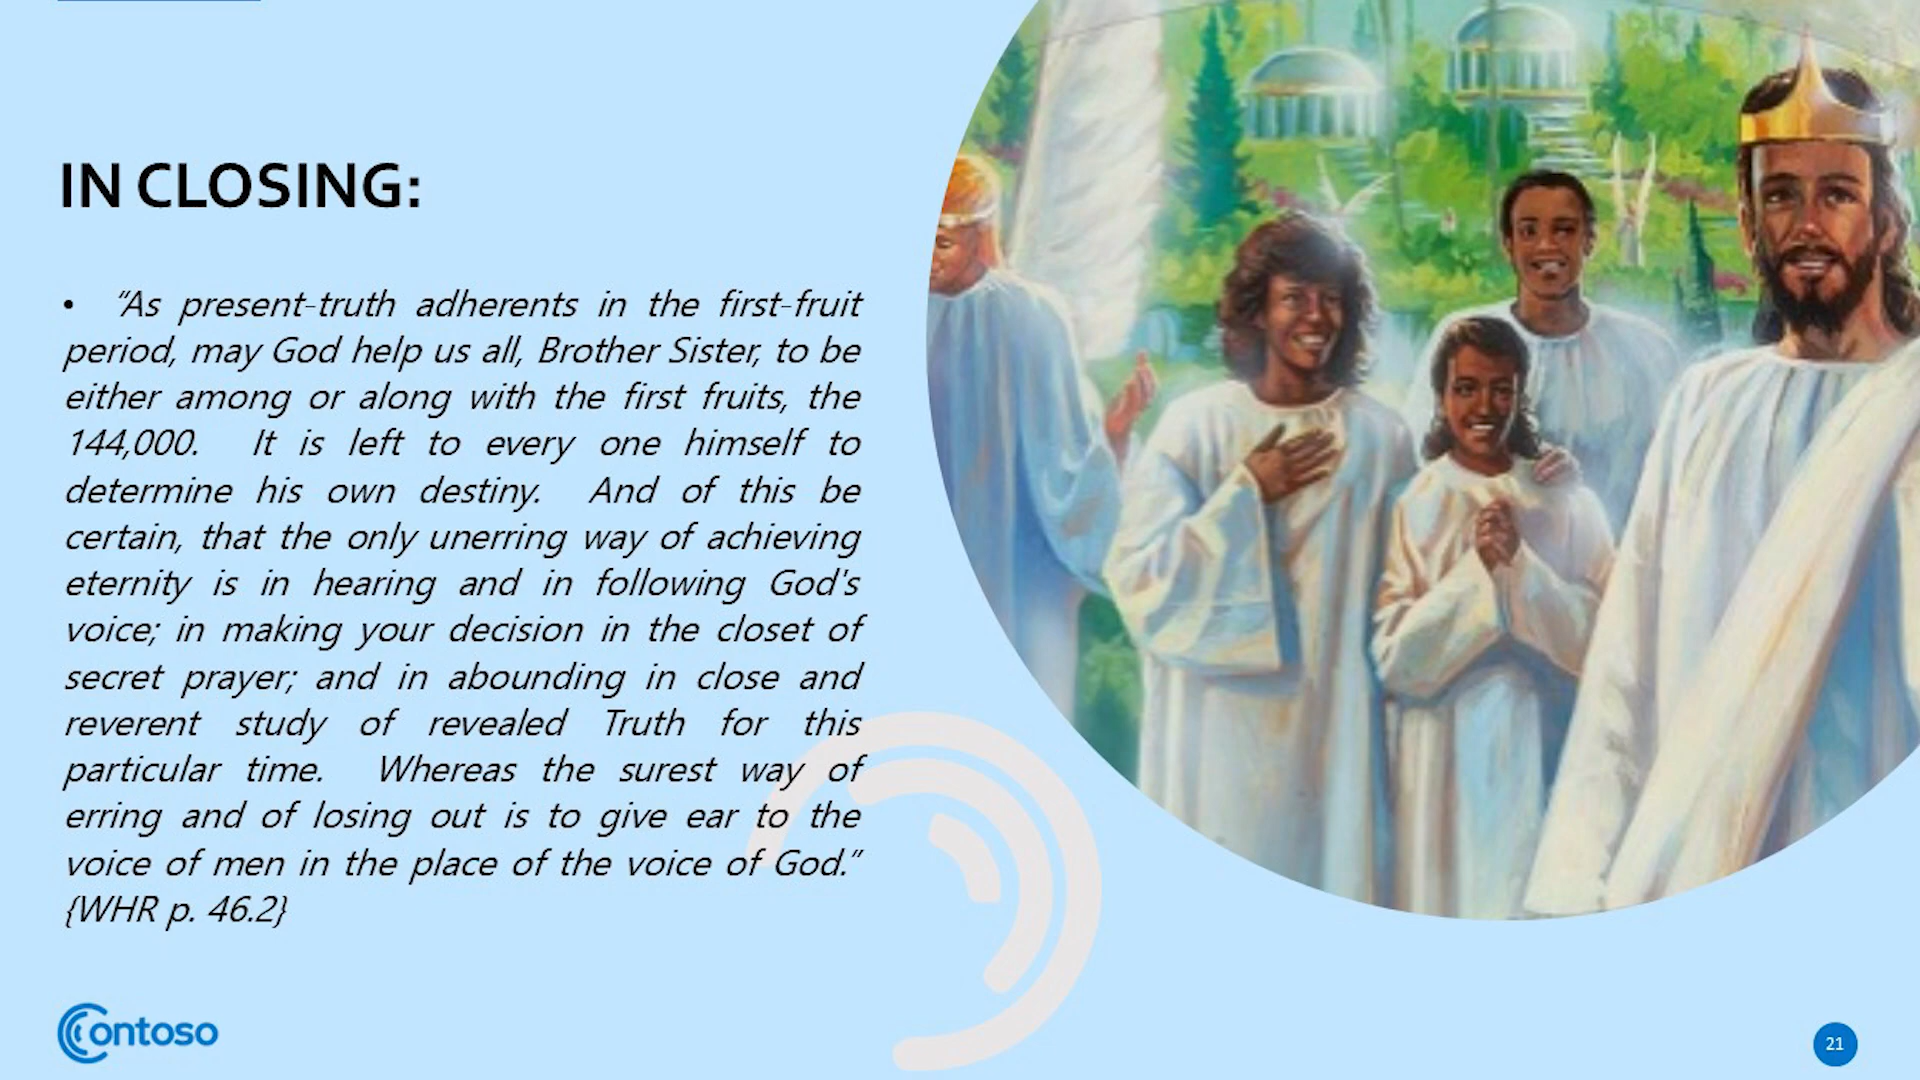 IN CLOSING:
• “As present-truth adherents in the first-fruit
period, may God help us all, Brother Sister, to be
either among or along with the first fruits, the
144,000. It is left to every one himself to
determine his own destiny. And of this be
certain, that the only unerring way of achieving
eternity is in hearing and in following God's
voice; in making your decision in the closet of
secret prayer; and in abounding in close and
reverent study of revealed Truth for this
particular time. Whereas the surest way of
erring and of losing out is to give ear to the
voice of men in the place of the voice of God.”
{WHR p. 46.2}
Contoso
21